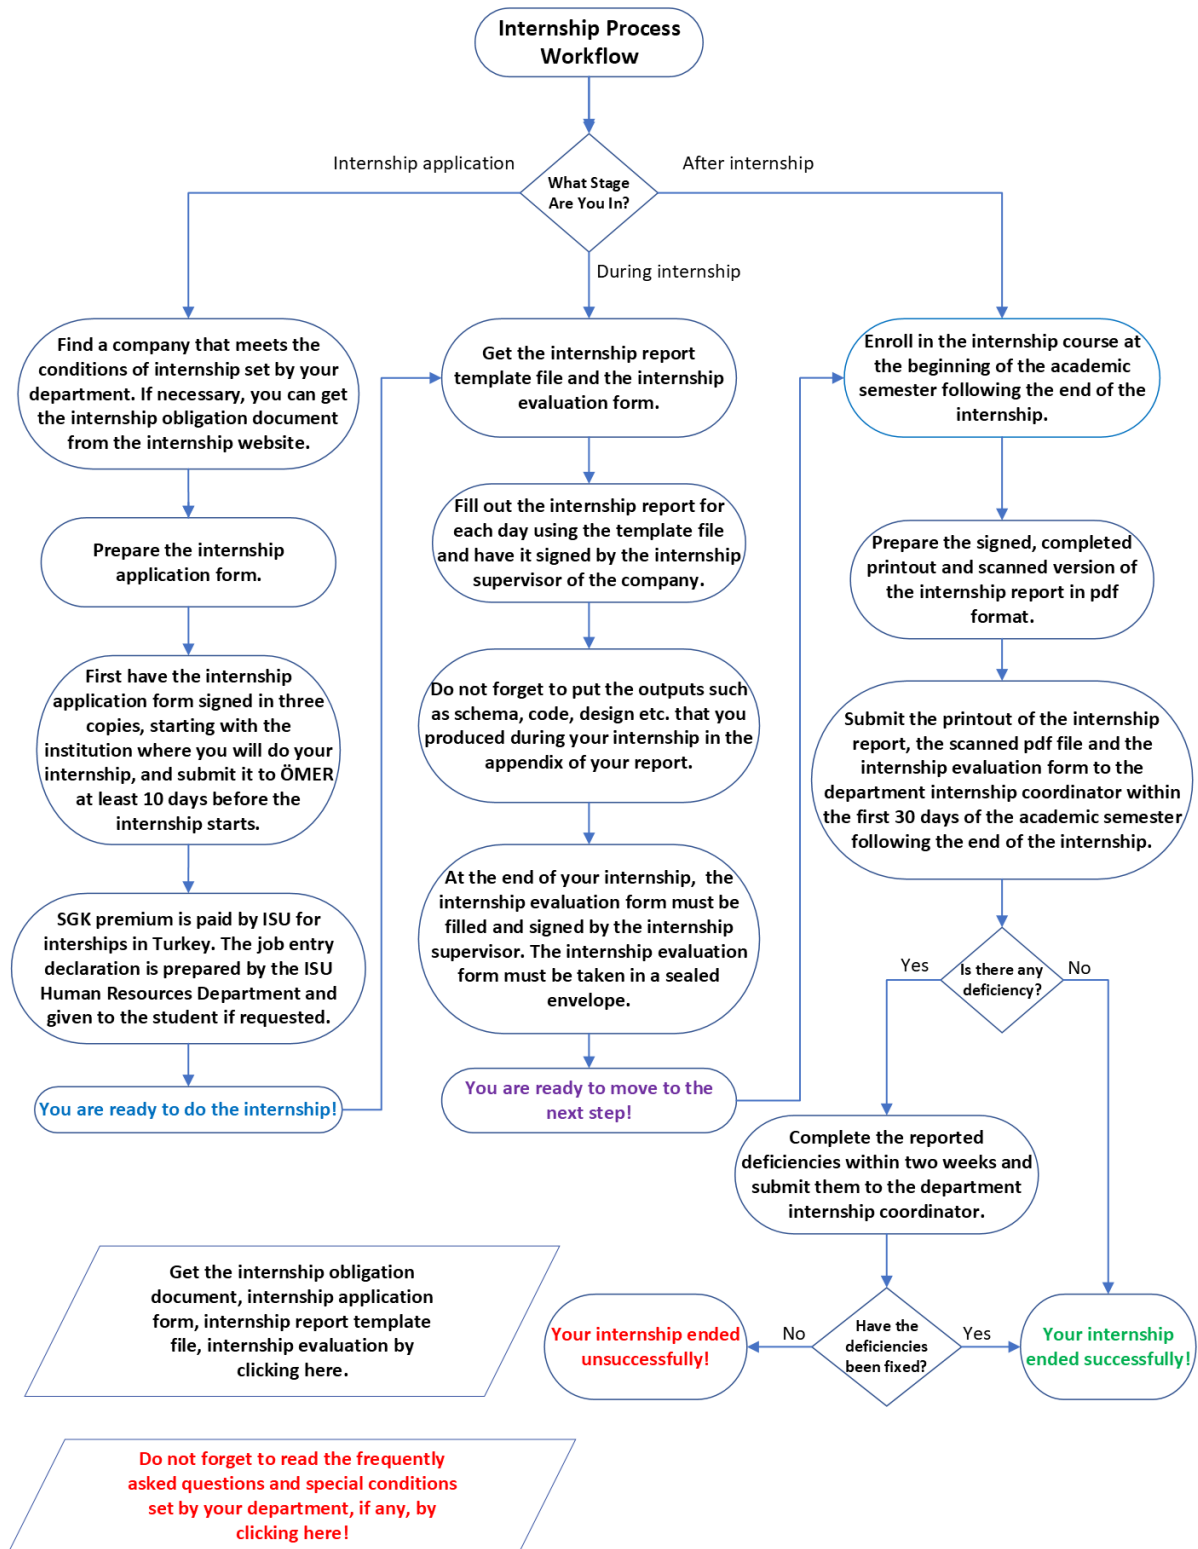 Internship Process
Workflow
Internship application
After internship
What Stage
Are You In?
During internship
Find a company that meets the
conditions of internship set by your
department. If necessary, you can get
the internship obligation document
from the internship website.
Prepare the internship
application form.
First have the internship
application form signed in three
copies, starting with the
institution where you will do your
internship, and submit it to ÖMER
at least 10 days before the
internship starts.
SGK premium is paid by ISU for
interships in Turkey. The job entry
declaration is prepared by the ISU
Human Resources Department and
given to the student if requested.
You are ready to do the internship!
Get the internship report
template file and the internship
evaluation form.
Fill out the internship report for
each day using the template file
and have it signed by the internship
supervisor of the company.
Do not forget to put the outputs such
as schema, code, design etc. that you
produced during your internship in the
appendix of your report.
At the end of your internship,  the
internship evaluation form must be
filled and signed by the internship
supervisor. The internship evaluation
form must be taken in a sealed
envelope.
You are ready to move to the
next step!
Enroll in the internship course at
the beginning of the academic
semester following the end of the
internship.
Prepare the signed, completed
printout and scanned version of
the internship report in pdf
format.
Submit the printout of the internship
report, the scanned pdf file and the
internship evaluation form to the
department internship coordinator within
the first 30 days of the academic semester
following the end of the internship.
Yes
Is there any
deficiency?
No
Complete the reported
deficiencies within two weeks and
submit them to the department
internship coordinator.
Your internship ended
unsuccessfully!
No
Have the
deficiencies
been fixed?
Yes
Your internship
ended successfully!
Get the internship obligation
document, internship application
form, internship report template
file, internship evaluation by
clicking here.
Do not forget to read the frequently
asked questions and special conditions
set by your department, if any, by
clicking here!